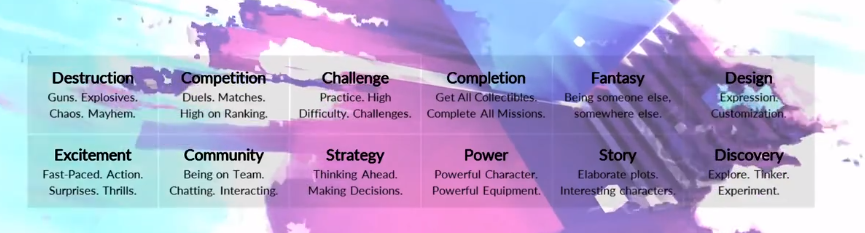 Destruction
Guns. Explosives.
Chaos. Mayhem.
Competition
Duels. Matches.
High on Ranking.
Challenge
Practice. High
Difficulty. Challenges.
Completion
Get All Collectibles.
Complete All Missions.
Fantasy
Being someone else,
somewhere else.
Design
Expression.
Customization.
Excitement
Fast-Paced. Action.
Surprises. Thrills.
Community
Being on Team.
Chatting. Interacting.
Strategy
Thinking Ahead.
Making Decisions.
Power
Powerful Character.
Powerful Equipment.
Story
Elaborate plots.
Interesting characters.
Discovery
Explore. Tinker.
Experiment.